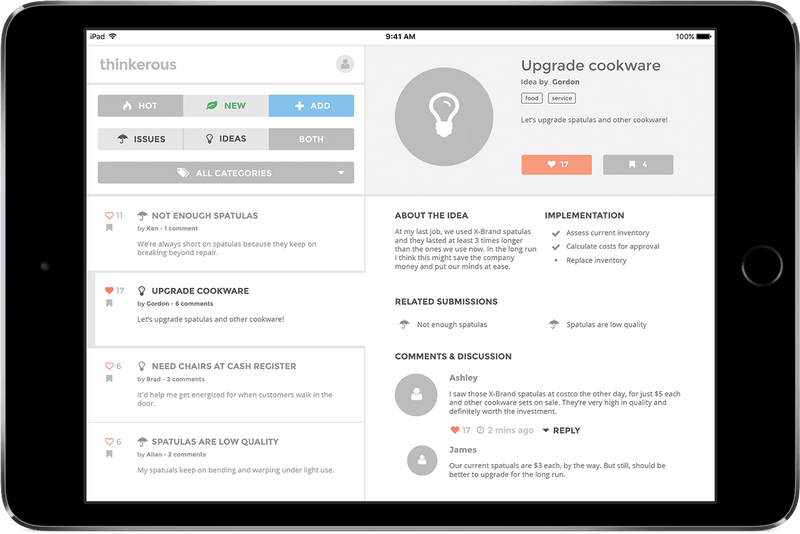 iPad
9:41 AM
100%
thinkerous
HOT
NEW
ADD
ISSUES
IDEAS
BOTH
ALL CATEGORIES
11
NOT ENOUGH SPATULAS
by Ken - 1 comment
We're always short on spatulas because they keep on
breaking beyond repair.
17
UPGRADE COOKWARE
by Gordon - 6 comments
Let's upgrade spatulas and other cookware!
6
NEED CHAIRS AT CASH REGISTER
by Brad - 2 comments
It'd help me get energized for when customers walk in the
door.
6
SPATULAS ARE LOW QUALITY
by Allan - 2 comments
My spatuals keep on bending and warping under light use.
Upgrade cookware
Idea by Gordon
food
service
Let's upgrade spatulas and other cookware!
17
4
ABOUT THE IDEA
At my last job, we used X-Brand spatulas
and they lasted at least 3 times longer
than the ones we use now. In the long run
I think this might save the company
money and put our minds at ease.
IMPLEMENTATION
Assess current inventory
Calculate costs for approval
Replace inventory
RELATED SUBMISSIONS
Not enough spatulas
Spatulas are low quality
COMMENTS & DISCUSSION
Ashley
I saw those X-Brand spatulas at costco the other day, for just $5 each
and other cookware sets on sale. They're very high in quality and
definitely worth the investment.
17
2 mins ago
REPLY
James
Our current spatuals are $3 each, by the way. But still, should be
better to upgrade for the long run.